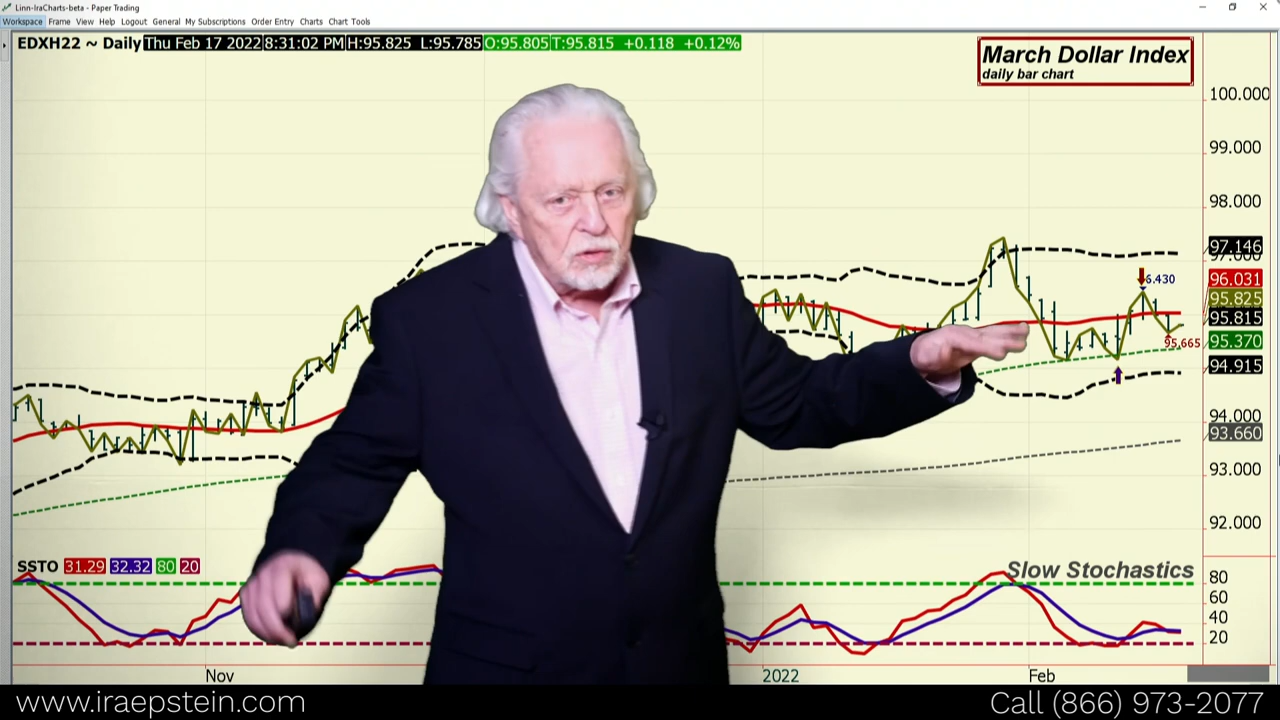 Linn-IraCharts-beta - Paper Trading
Workspace Frame View Help Logout General My Subscriptions Order Entry Charts Chart Tools
EDXH22 ~ Daily Thu Feb 17 2022 8:31:02 PM H:95.825 L:95.785 O:95.805 T:95.815 +0.118 +0.12%
March Dollar Index
daily bar chart
100.000
99.000
98.000
97.146
97.000
6.430
96.031
95.825
95.815
95.665
95.370
94.915
94.000
93.660
93.000
92.000
SSTO 31.29 32.32 80 20
Slow Stochastics
80
60
40
20
Nov 2022 Feb
www.iraepstein.com Call (866) 973-2077